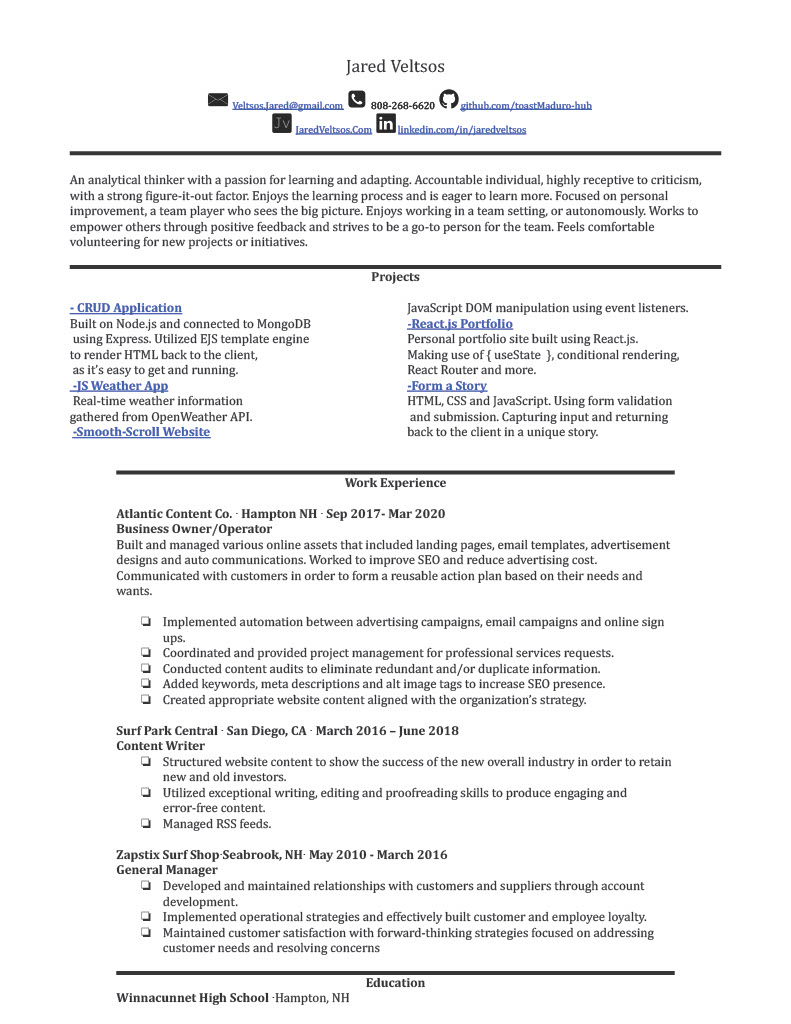 Jared Veltsos
Veltsos.Jared@gmail.com 808-268-6620 github.com/toastMaduro-hub
Jv JaredVeltsos.Com in linkedin.com/in/jaredveltsos
An analytical thinker with a passion for learning and adapting. Accountable individual, highly receptive to criticism,
with a strong figure-it-out factor. Enjoys the learning process and is eager to learn more. Focused on personal
improvement, a team player who sees the big picture. Enjoys working in a team setting, or autonomously. Works to
empower others through positive feedback and strives to be a go-to person for the team. Feels comfortable
volunteering for new projects or initiatives.
Projects
- CRUD Application
Built on Node.js and connected to MongoDB
using Express. Utilized EJS template engine
to render HTML back to the client,
as it's easy to get and running.
-JS Weather App
Real-time weather information
gathered from OpenWeather API.
-Smooth-Scroll Website
JavaScript DOM manipulation using event listeners.
-React.js Portfolio
Personal portfolio site built using React.js.
Making use of { useState }, conditional rendering,
React Router and more.
-Form a Story
HTML, CSS and JavaScript. Using form validation
and submission. Capturing input and returning
back to the client in a unique story.
Work Experience
Atlantic Content Co. · Hampton NH · Sep 2017- Mar 2020
Business Owner/Operator
Built and managed various online assets that included landing pages, email templates, advertisement
designs and auto communications. Worked to improve SEO and reduce advertising cost.
Communicated with customers in order to form a reusable action plan based on their needs and
wants.
❏ Implemented automation between advertising campaigns, email campaigns and online sign
ups.
❏ Coordinated and provided project management for professional services requests.
❏ Conducted content audits to eliminate redundant and/or duplicate information.
❏ Added keywords, meta descriptions and alt image tags to increase SEO presence.
❏ Created appropriate website content aligned with the organization's strategy.
Surf Park Central · San Diego, CA · March 2016 – June 2018
Content Writer
❏ Structured website content to show the success of the new overall industry in order to retain
new and old investors.
❏ Utilized exceptional writing, editing and proofreading skills to produce engaging and
error-free content.
❏ Managed RSS feeds.
Zapstix Surf Shop·Seabrook, NH· May 2010 - March 2016
General Manager
❏ Developed and maintained relationships with customers and suppliers through account
development.
❏ Implemented operational strategies and effectively built customer and employee loyalty.
❏ Maintained customer satisfaction with forward-thinking strategies focused on addressing
customer needs and resolving concerns
Education
Winnacunnet High School ·Hampton, NH